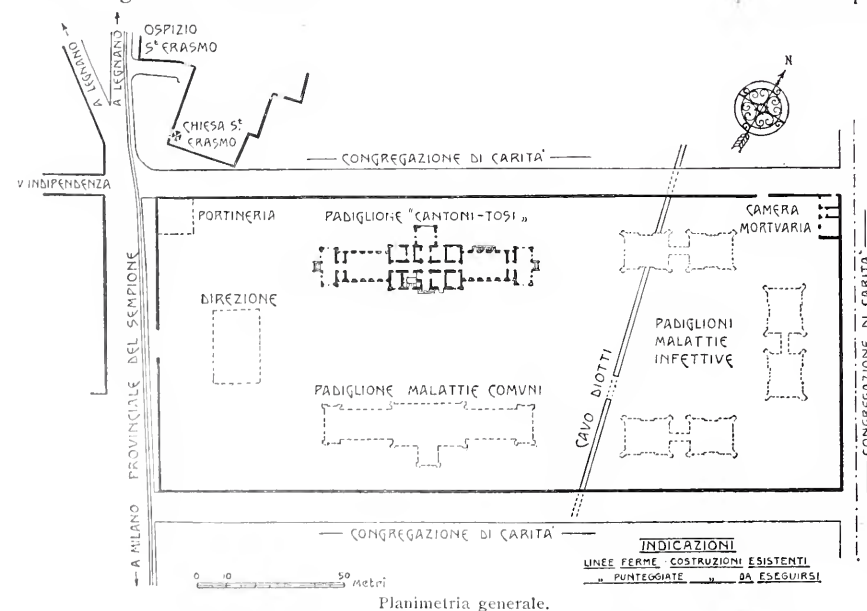 OSPIZIO
St ERASMO
A LEGNANO
A LEGNANO
N
CHIESA St.
ERASMO
CONGREGAZIONE DI CARITA'
V INDIPENDENZA
PORTINERIA
PADIGLIONE "CANTONI-TOSI„
CAMERA
MORTVARIA
DIREZIONE
PADIGLIONI
MALATTIE
INFETTIVE
PADIGLIONE MALATTIE COMVNI
CAVO DIOTTI
CONGREGAZIONE DI CARITA'
A MILANO PROVINCIALE DEL SEMPIONE
CONGREGAZIONE DI CARITA'
INDICAZIONI
LINEE FERME - COSTRUZIONI ESISTENTI
„ PUNTEGGIATE „ DA ESEGUIRSI
0 10 50 Metri
Planimetria generale.